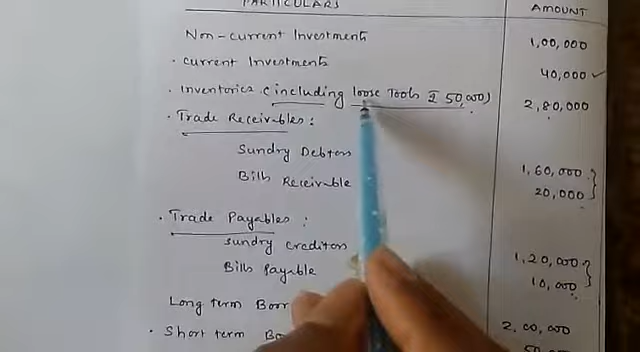 PARTICULARS AMOUNT
Non-current Investments 1,00,000
. current Investments 40,000
. Inventories (including loose Tools ₹ 50,000) 2,80,000
. Trade Receivables :
Sundry Debtors 1,60,000
Bills Receivable 20,000
. Trade Payables :
Sundry Creditors 1,20,000
Bills Payable 10,000
Long term 2,00,000
. Short term